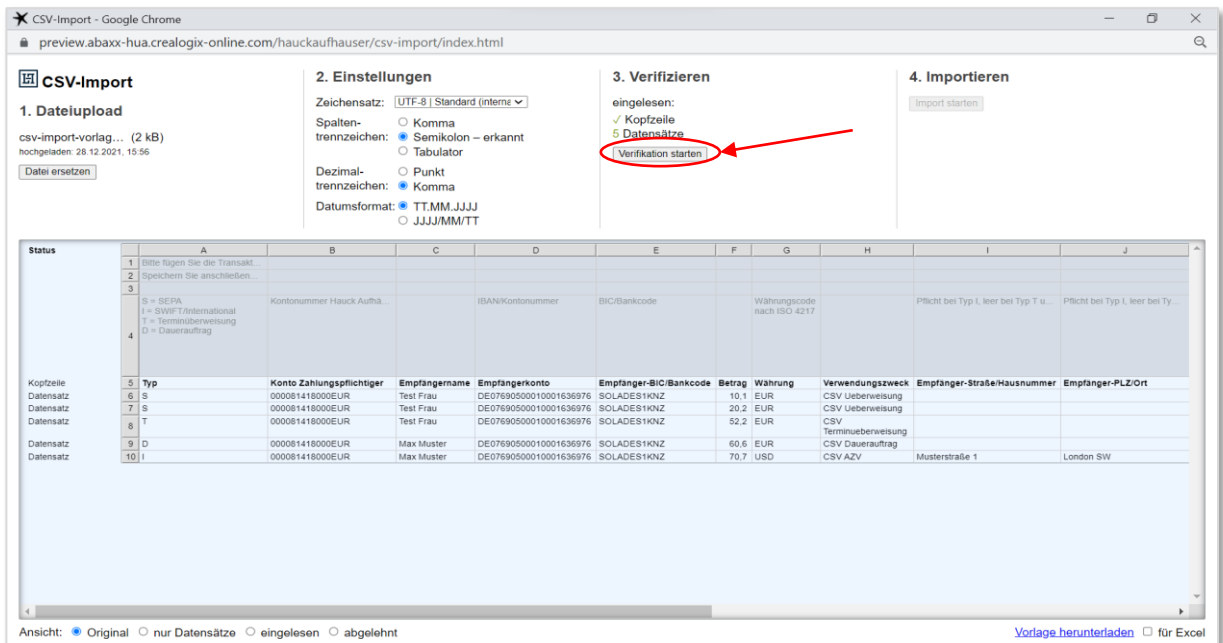 CSV-Import - Google Chrome
preview.abaxx-hua.crealogix-online.com/hauckaufhauser/csv-import/index.html
CSV-Import
1. Dateiupload
csv-import-vorlag... (2 kB)
hochgeladen: 28.12.2021, 15:56
Datei ersetzen
2. Einstellungen
Zeichensatz: UTF-8 | Standard (interna
Spalten-
trennzeichen:
Komma
Semikolon – erkannt
Tabulator
Dezimal-
trennzeichen:
Punkt
Komma
Datumsformat:
TT.MM.JJJJ
JJJJ/MM/TT
3. Verifizieren
eingelesen:
✓ Kopfzeile
5 Datensätze
Verifikation starten
4. Importieren
Import starten
Status A B C D E F G H I J
1 Bitte fügen Sie die Transakt...
2 Speichern Sie anschließen...
3
4 S = SEPA
I = SWIFT/International
T = Terminüberweisung
D = Dauerauftrag
Kontonummer Hauck Aufhä...
IBAN/Kontonummer
BIC/Bankcode
Währungscode
nach ISO 4217
Pflicht bei Typ I, leer bei Typ T u...
Pflicht bei Typ I, leer bei Ty...
Kopfzeile 5 Typ Konto Zahlungspflichtiger Empfängername Empfängerkonto Empfänger-BIC/Bankcode Betrag Währung Verwendungszweck Empfänger-Straße/Hausnummer Empfänger-PLZ/Ort
Datensatz 6 S 000081418000EUR Test Frau DE07690500010001636976 SOLADES1KNZ 10,1 EUR CSV Ueberweisung
Datensatz 7 S 000081418000EUR Test Frau DE07690500010001636976 SOLADES1KNZ 20,2 EUR CSV Ueberweisung
Datensatz 8 T 000081418000EUR Test Frau DE07690500010001636976 SOLADES1KNZ 52,2 EUR CSV
Terminueberweisung
Datensatz 9 D 000081418000EUR Max Muster DE07690500010001636976 SOLADES1KNZ 60,6 EUR CSV Dauerauftrag
Datensatz 10 I 000081418000EUR Max Muster DE07690500010001636976 SOLADES1KNZ 70,7 USD CSV AZV Musterstraße 1 London SW
Ansicht: Original nur Datensätze eingelesen abgelehnt
Vorlage herunterladen für Excel